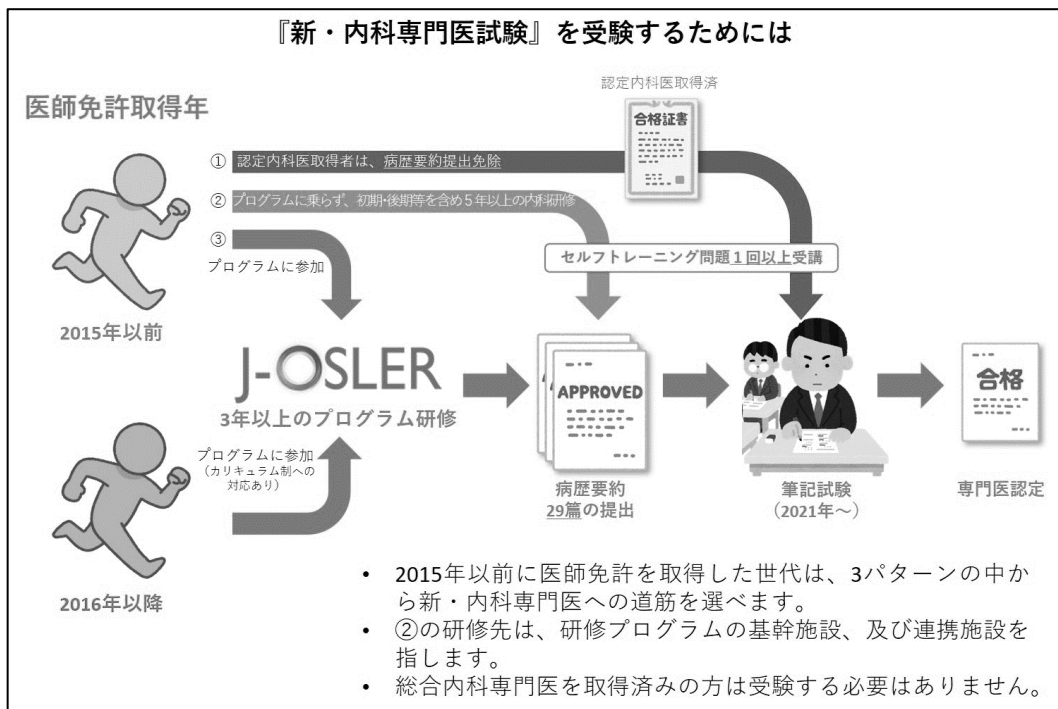 『新・内科専門医試験』を受験するためには
認定内科医取得済
合格証書
医師免許取得年
① 認定内科医取得者は、病歴要約提出免除
② プログラムに乗らず、初期・後期等を含め５年以上の内科研修
③
プログラムに参加
セルフトレーニング問題１回以上受講
2015年以前
J-OSLER
3年以上のプログラム研修
APPROVED
合格
プログラムに参加
（カリキュラム制への
対応あり）
病歴要約
29篇の提出
筆記試験
（2021年～）
専門医認定
2016年以降
• 2015年以前に医師免許を取得した世代は、3パターンの中か
ら新・内科専門医への道筋を選べます。
• ②の研修先は、研修プログラムの基幹施設、及び連携施設を
指します。
• 総合内科専門医を取得済みの方は受験する必要はありません。